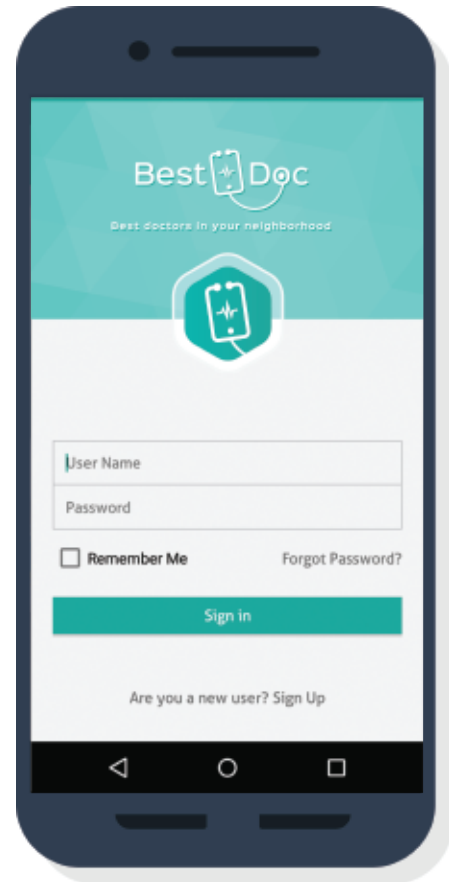 Best Doc
Best doctors in your neighborhood
User Name
Password
Remember Me Forgot Password?
Sign in
Are you a new user? Sign Up